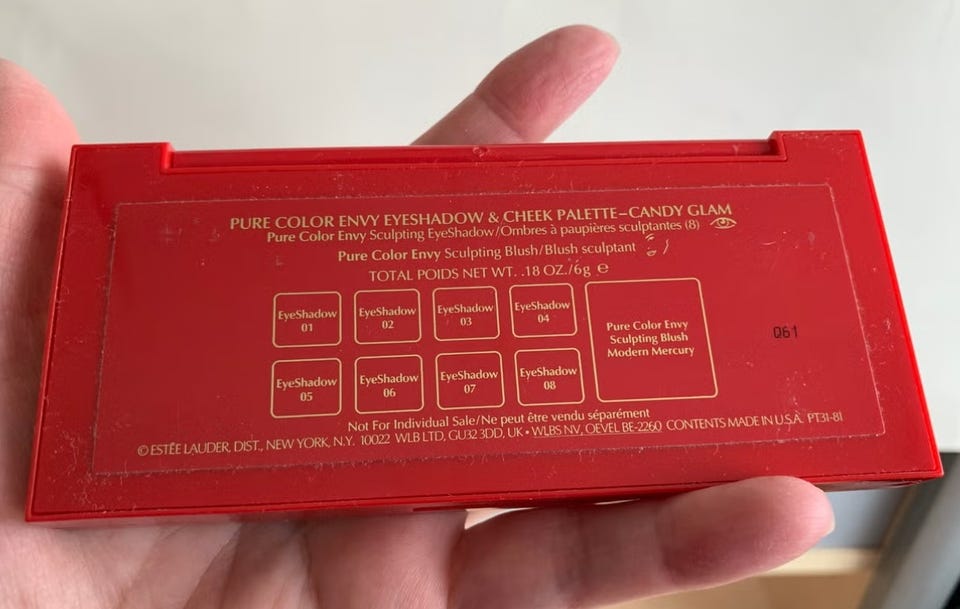 PURE COLOR ENVY EYESHADOW & CHEEK PALETTE–CANDY GLAM
Pure Color Envy Sculpting EyeShadow/Ombres à paupières sculptantes (8)
Pure Color Envy Sculpting Blush/Blush sculptant
TOTAL POIDS NET WT. .18 OZ./6g ℮
EyeShadow
01
EyeShadow
02
EyeShadow
03
EyeShadow
04
Pure Color Envy
Sculpting Blush
Modern Mercury
Q61
EyeShadow
05
EyeShadow
06
EyeShadow
07
EyeShadow
08
Not For Individual Sale/Ne peut être vendu séparément
© ESTĒE LAUDER, DIST., NEW YORK, N.Y. 10022 WLB LTD, GU32 3DD, UK • WLBS NV, OEVEL BE-2260 CONTENTS MADE IN U.S.A. PT31-81